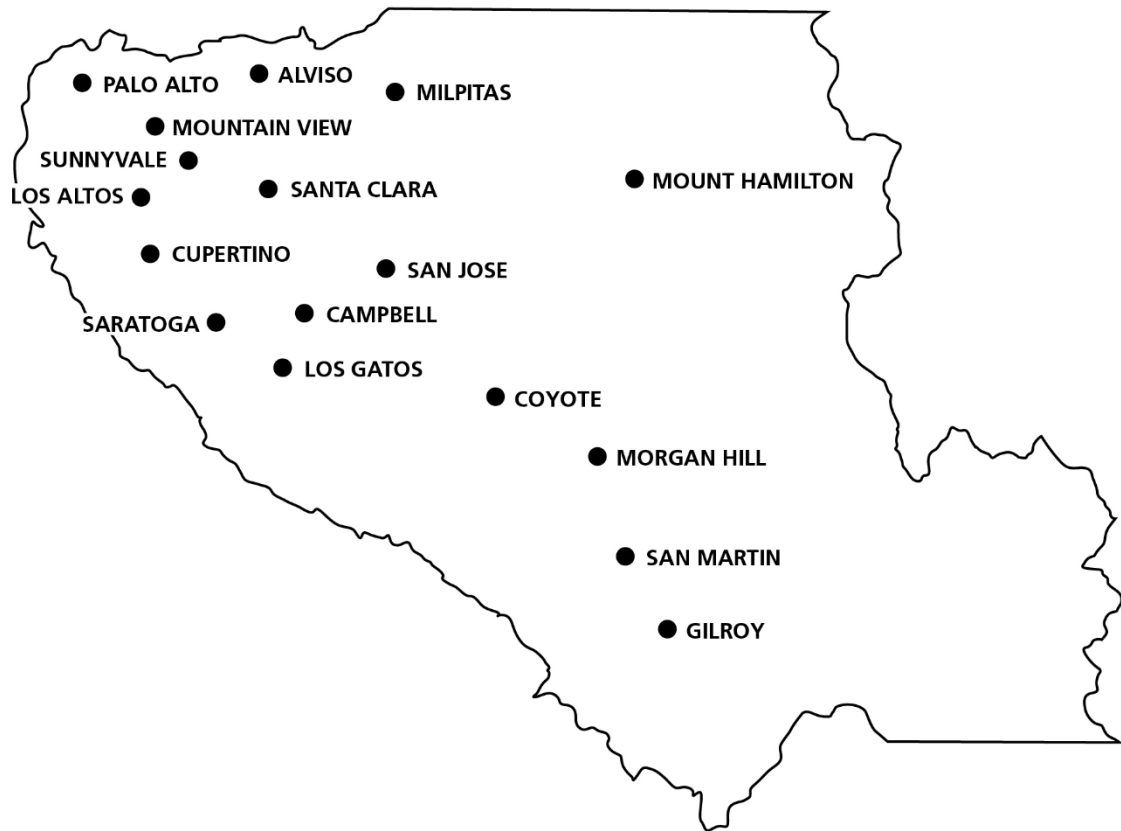 ALVISO
PALO ALTO
MILPITAS
MOUNTAIN VIEW
SUNNYVALE
MOUNT HAMILTON
SANTA CLARA
LOS ALTOS
CUPERTINO
SAN JOSE
CAMPBELL
SARATOGA
LOS GATOS
COYOTE
MORGAN HILL
SAN MARTIN
GILROY